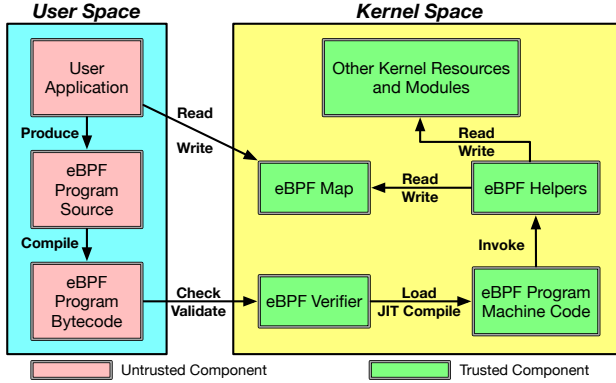 User Space
Kernel Space
User
Application
Other Kernel Resources
and Modules
Produce
Read
Write
Read
Write
eBPF
Program
Source
eBPF Map
Read
Write
eBPF Helpers
Compile
Invoke
eBPF
Program
Bytecode
Check
Validate
eBPF Verifier
Load
JIT Compile
eBPF Program
Machine Code
Untrusted Component
Trusted Component